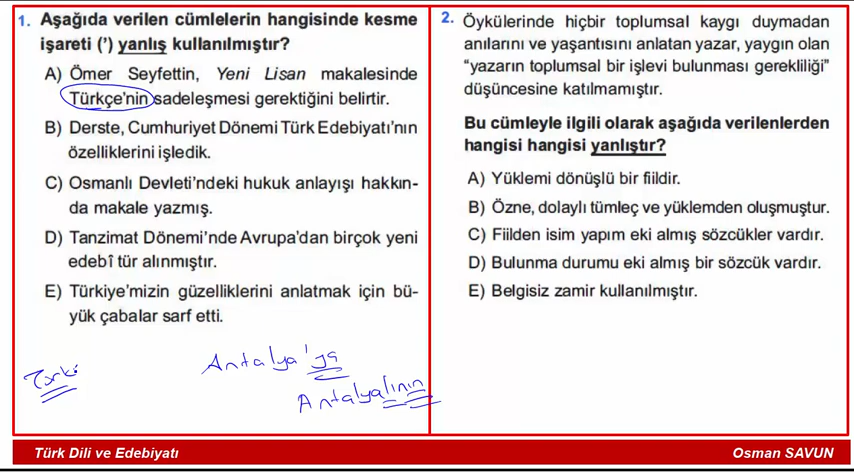 1. Aşağıda verilen cümlelerin hangisinde kesme
işareti (’) yanlış kullanılmıştır?
A) Ömer Seyfettin, Yeni Lisan makalesinde
Türkçe’nin sadeleşmesi gerektiğini belirtir.
B) Derste, Cumhuriyet Dönemi Türk Edebiyatı’nın
özelliklerini işledik.
C) Osmanlı Devleti’ndeki hukuk anlayışı hakkın-
da makale yazmış.
D) Tanzimat Dönemi’nde Avrupa’dan birçok yeni
edebî tür alınmıştır.
E) Türkiye’mizin güzelliklerini anlatmak için bü-
yük çabalar sarf etti.
Antalya'ya
Antalyalının
2. Öykülerinde hiçbir toplumsal kaygı duymadan
anılarını ve yaşantısını anlatan yazar, yaygın olan
“yazarın toplumsal bir işlevi bulunması gerekliliği”
düşüncesine katılmamıştır.
Bu cümleyle ilgili olarak aşağıda verilenlerden
hangisi hangisi yanlıştır?
A) Yüklemi dönüşlü bir fiildir.
B) Özne, dolaylı tümleç ve yüklemden oluşmuştur.
C) Fiilden isim yapım eki almış sözcükler vardır.
D) Bulunma durumu eki almış bir sözcük vardır.
E) Belgisiz zamir kullanılmıştır.
Türk Dili ve Edebiyatı
Osman SAVUN